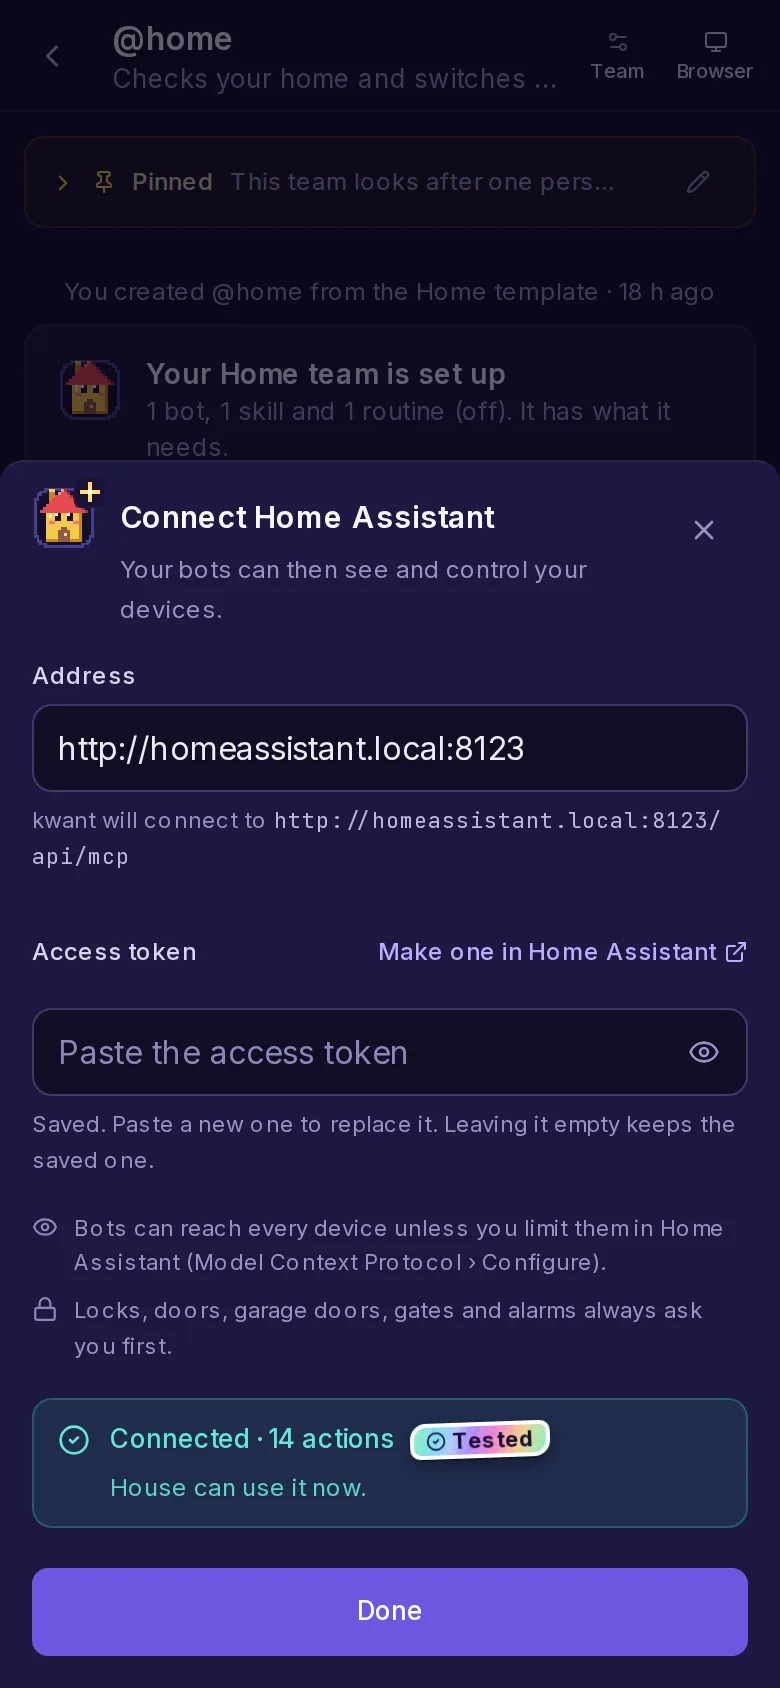 @home
Checks your home and switches ...
Team
Browser
Pinned This team looks after one pers...
You created @home from the Home template · 18 h ago
Your Home team is set up
1 bot, 1 skill and 1 routine (off). It has what it
needs.
Connect Home Assistant
Your bots can then see and control your
devices.
Address
http://homeassistant.local:8123
kwant will connect to http://homeassistant.local:8123/
api/mcp
Access token
Make one in Home Assistant
Paste the access token
Saved. Paste a new one to replace it. Leaving it empty keeps the
saved one.
Bots can reach every device unless you limit them in Home
Assistant (Model Context Protocol › Configure).
Locks, doors, garage doors, gates and alarms always ask
you first.
Connected · 14 actions Tested
House can use it now.
Done